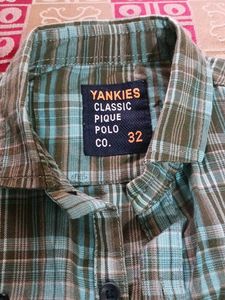 YANKIES
CLASSIC
PIQUE
POLO
CO. 32